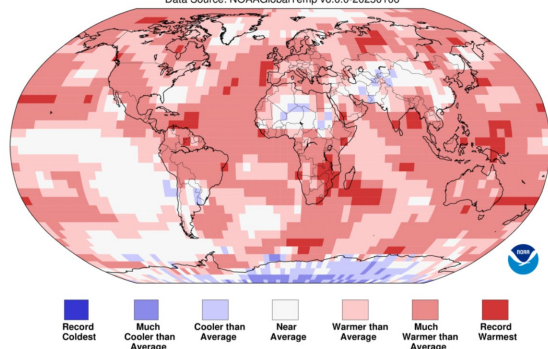 Data Source: NOAAGlobalTemp v6.0.0-20250106
NOAA
Record
Coldest
Much
Cooler than
Average
Cooler than
Average
Near
Average
Warmer than
Average
Much
Warmer than
Average
Record
Warmest